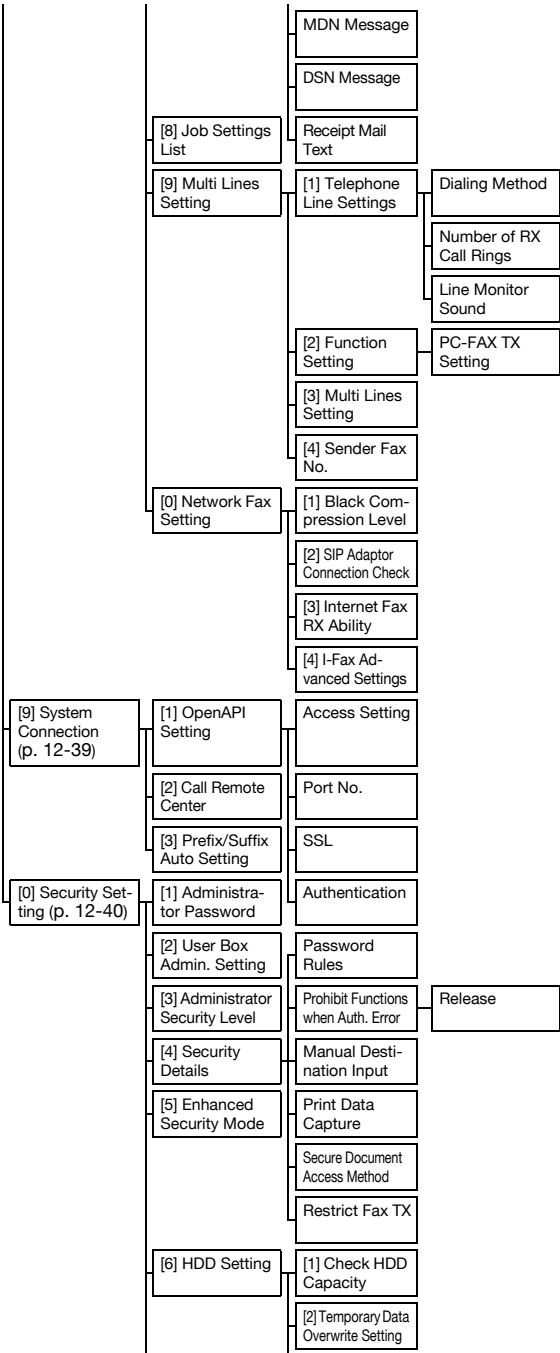 MDN Message
DSN Message
[8] Job Settings
List
Receipt Mail
Text
[9] Multi Lines
Setting
[1] Telephone
Line Settings
Dialing Method
Number of RX
Call Rings
Line Monitor
Sound
[2] Function
Setting
PC-FAX TX
Setting
[3] Multi Lines
Setting
[4] Sender Fax
No.
[0] Network Fax
Setting
[1] Black Com-
pression Level
[2] SIP Adaptor
Connection Check
[3] Internet Fax
RX Ability
[4] I-Fax Ad-
vanced Settings
[9] System
Connection
(p. 12-39)
[1] OpenAPI
Setting
Access Setting
[2] Call Remote
Center
Port No.
[3] Prefix/Suffix
Auto Setting
SSL
[0] Security Set-
ting (p. 12-40)
[1] Administra-
tor Password
Authentication
[2] User Box
Admin. Setting
Password
Rules
[3] Administrator
Security Level
Prohibit Functions
when Auth. Error
Release
[4] Security
Details
Manual Desti-
nation Input
[5] Enhanced
Security Mode
Print Data
Capture
Secure Document
Access Method
Restrict Fax TX
[6] HDD Setting
[1] Check HDD
Capacity
[2] Temporary Data
Overwrite Setting